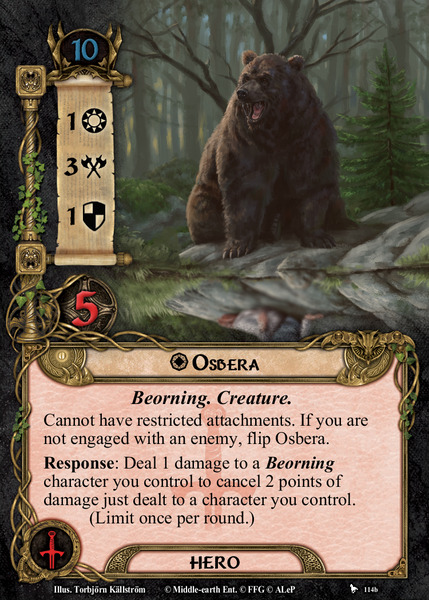 10
1
3
1
5
Osbera
Beorning. Creature.
Cannot have restricted attachments. If you are
not engaged with an enemy, flip Osbera.
Response: Deal 1 damage to a Beorning
character you control to cancel 2 points of
damage just dealt to a character you control.
(Limit once per round.)
HERO
Illus. Torbjörn Källström © Middle-earth Ent. © FFG © ALeP 114b